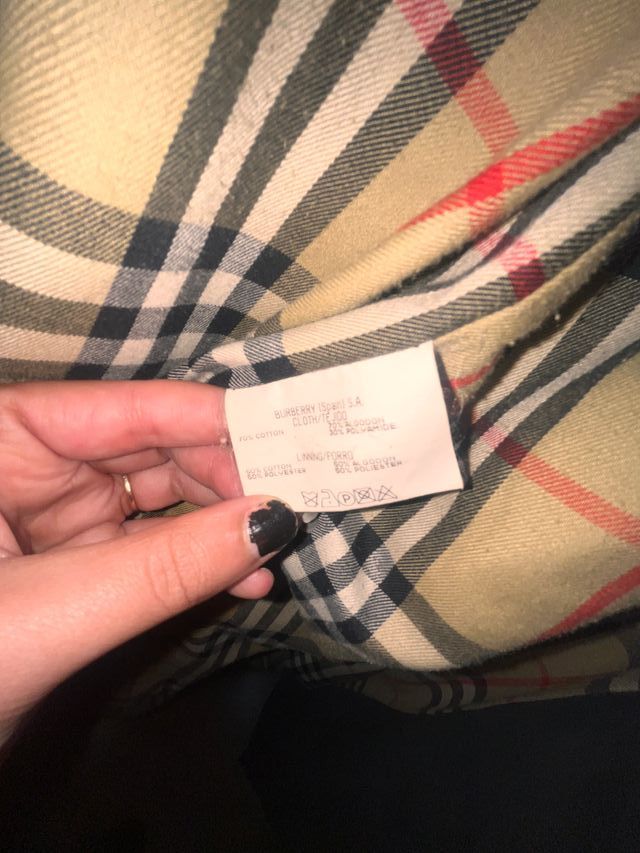 BURBERRY (Spain) S.A.
CLOTH/TEJIDO
70% COTTON 70% ALGODON
30% POLYAMIDE
LINNING/FORRO
50% COTTON 50% ALGODON
50% POLYESTER 50% POLIESTER
P